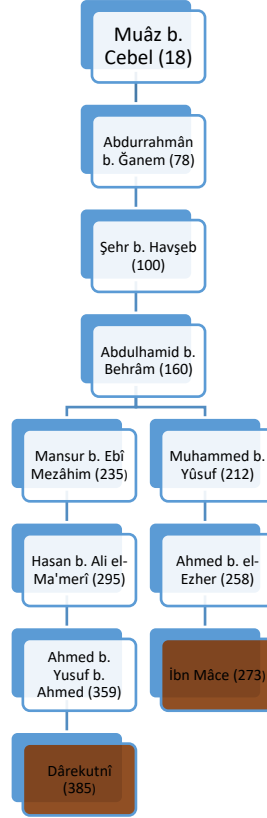 Muâz b.
Cebel (18)
Abdurrahmân
b. Ğanem (78)
Şehr b. Havşeb
(100)
Abdulhamid b.
Behrâm (160)
Mansur b. Ebî
Mezâhim (235)
Muhammed b.
Yûsuf (212)
Hasan b. Ali el-
Ma'merî (295)
Ahmed b. el-
Ezher (258)
Ahmed b.
Yusuf b.
Ahmed (359)
İbn Mâce (273)
Dârekutnî
(385)